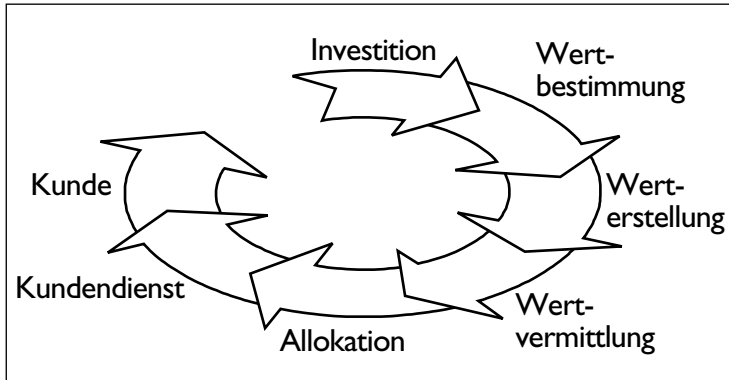 Investition
Wert-
bestimmung
Wert-
erstellung
Wert-
vermittlung
Allokation
Kundendienst
Kunde